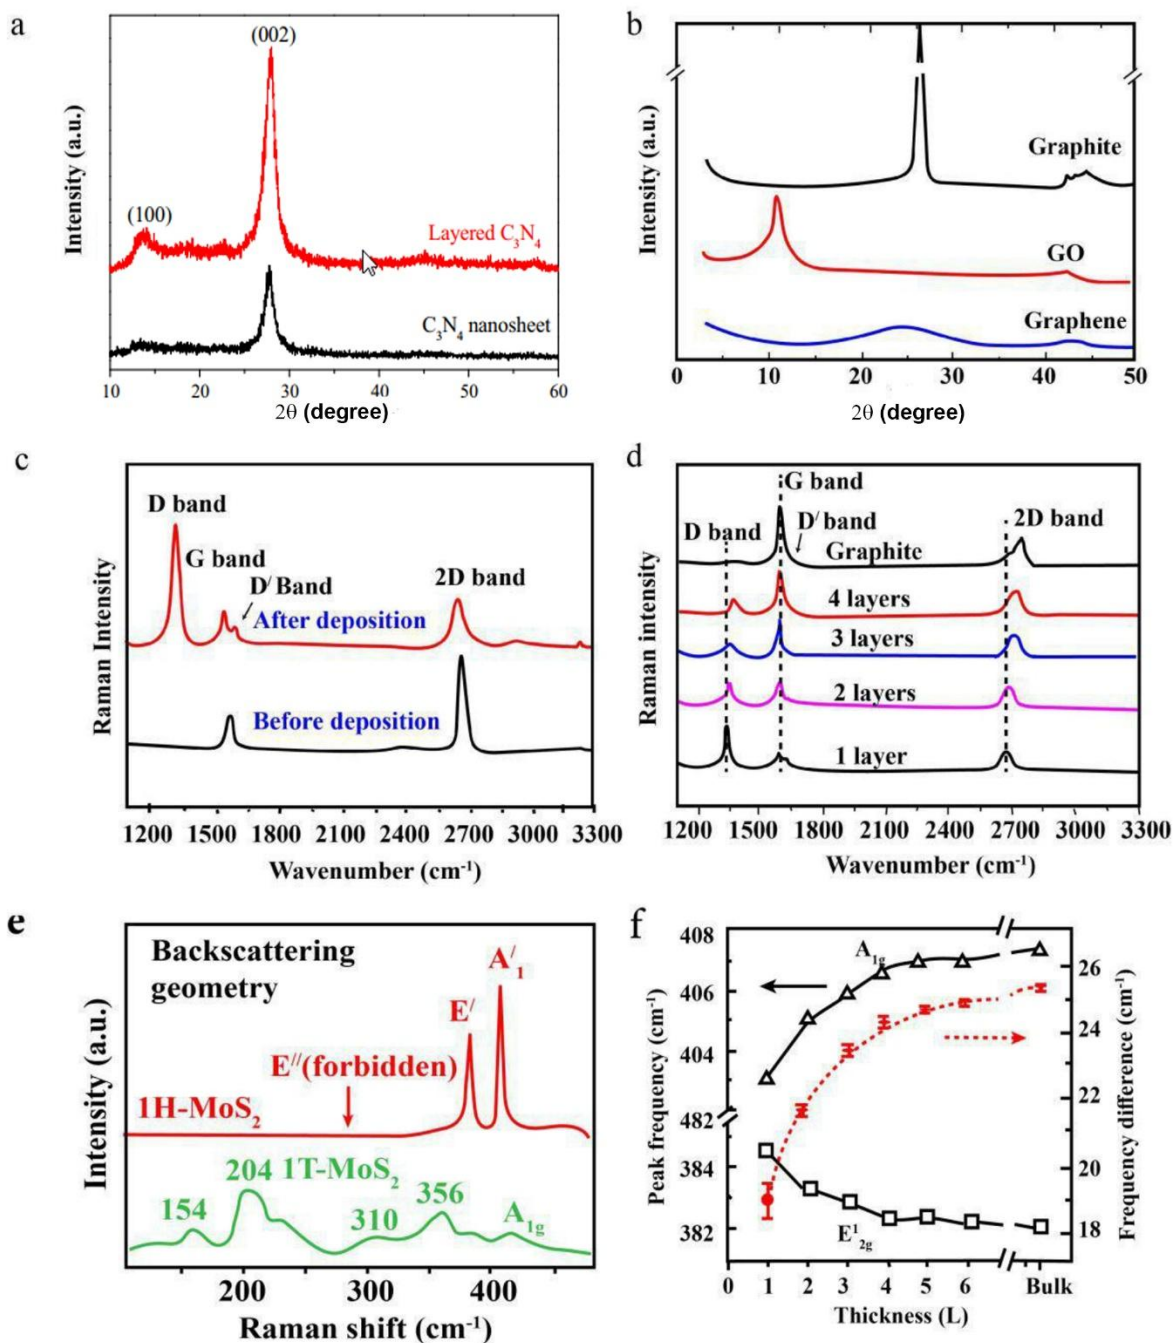 a
(002)
(100)
Layered C₃N₄
C₃N₄ nanosheet
Intensity (a.u.)
10 20 30 40 50 60
2θ (degree)
b
Graphite
GO
Graphene
Intensity (a.u.)
0 10 20 30 40 50
2θ (degree)
c
D band
G band
D/ Band
2D band
After deposition
Before deposition
Raman Intensity
1200 1500 1800 2100 2400 2700 3000 3300
Wavenumber (cm⁻¹)
d
G band
D band
D/ band
2D band
Graphite
4 layers
3 layers
2 layers
1 layer
Raman intensity
1200 1500 1800 2100 2400 2700 3000 3300
Wavenumber (cm⁻¹)
e
Backscattering
geometry
A/₁
E/
E//(forbidden)
1H-MoS₂
204 1T-MoS₂
154
310
356
A₁g
Intensity (a.u.)
200 300 400
Raman shift (cm⁻¹)
f
408
406
404
482
384
382
A₁g
E¹₂g
26
24
22
20
18
Peak frequency (cm⁻¹)
Frequency difference (cm⁻¹)
0 1 2 3 4 5 6 Bulk
Thickness (L)